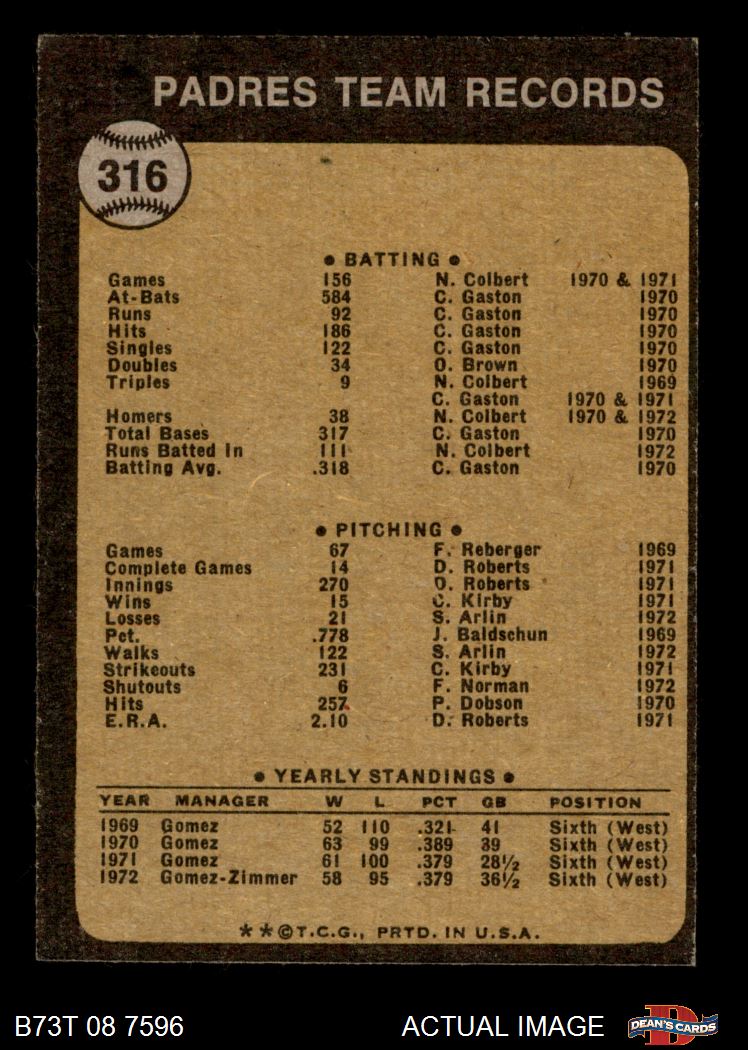 PADRES TEAM RECORDS
316
● BATTING ●
Games 156 N. Colbert 1970 & 1971
At-Bats 584 C. Gaston 1970
Runs 92 C. Gaston 1970
Hits 186 C. Gaston 1970
Singles 122 C. Gaston 1970
Doubles 34 O. Brown 1970
Triples 9 N. Colbert 1969
C. Gaston 1970 & 1971
Homers 38 N. Colbert 1970 & 1972
Total Bases 317 C. Gaston 1970
Runs Batted In 111 N. Colbert 1972
Batting Avg. .318 C. Gaston 1970
● PITCHING ●
Games 67 F. Reberger 1969
Complete Games 14 D. Roberts 1971
Innings 270 D. Roberts 1971
Wins 15 C. Kirby 1971
Losses 21 S. Arlin 1972
Pct. .778 J. Baldschun 1969
Walks 122 S. Arlin 1972
Strikeouts 231 C. Kirby 1971
Shutouts 6 F. Norman 1972
Hits 257 P. Dobson 1970
E.R.A. 2.10 D. Roberts 1971
● YEARLY STANDINGS ●
YEAR MANAGER W L PCT GB POSITION
1969 Gomez 52 110 .321 41 Sixth (West)
1970 Gomez 63 99 .389 39 Sixth (West)
1971 Gomez 61 100 .379 28½ Sixth (West)
1972 Gomez-Zimmer 58 95 .379 36½ Sixth (West)
**©T.C.G., PRTD. IN U.S.A.
B73T 08 7596 ACTUAL IMAGE DEAN'S CARDS